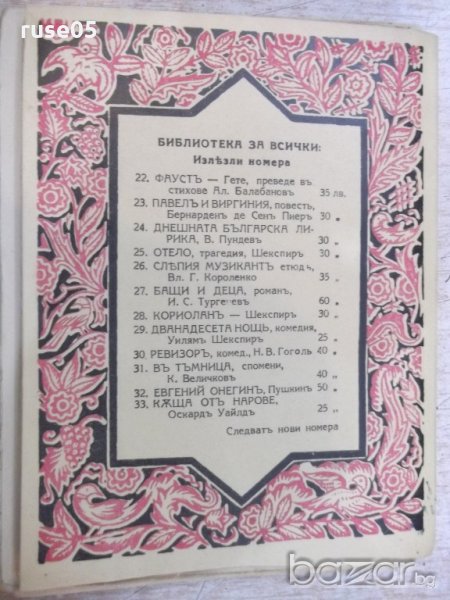 ruse05
БИБЛИОТЕКА ЗА ВСИЧКИ:
Излѣзли номера
22. ФАУСТЪ — Гете, преведе въ
стихове Ал. Балабановъ 35 лв.
23. ПАВЕЛЪ И ВИРГИНИЯ, повесть,
Бернарденъ де Сенъ Пиеръ 30 „
24. ДНЕШНАТА БЪЛГАРСКА ЛИ-
РИКА, В. Пундевъ 30 „
25. ОТЕЛО, трагедия, Шекспиръ 30 „
26. СЛѢПИЯ МУЗИКАНТЪ етюдъ,
Вл. Г. Короленко 35 „
27. БАЩИ И ДЕЦА, романъ,
И. С. Тургеневъ 60 „
28. КОРИОЛАНЪ — Шекспиръ 30 „
29. ДВАНАДЕСЕТА НОЩЬ, комедия,
Уилямъ Шекспиръ 25 „
30. РЕВИЗОРЪ, комед., Н. В. Гоголь 40 „
31. ВЪ ТЪМНИЦА, спомени,
К. Величковъ 40 „
32. ЕВГЕНИЙ ОНЕГИНЪ, Пушкинъ 50 „
33. КѪЩА ОТЪ НАРОВЕ,
Оскардъ Уайлдъ 25 „
Следватъ нови номера
bazar.bg